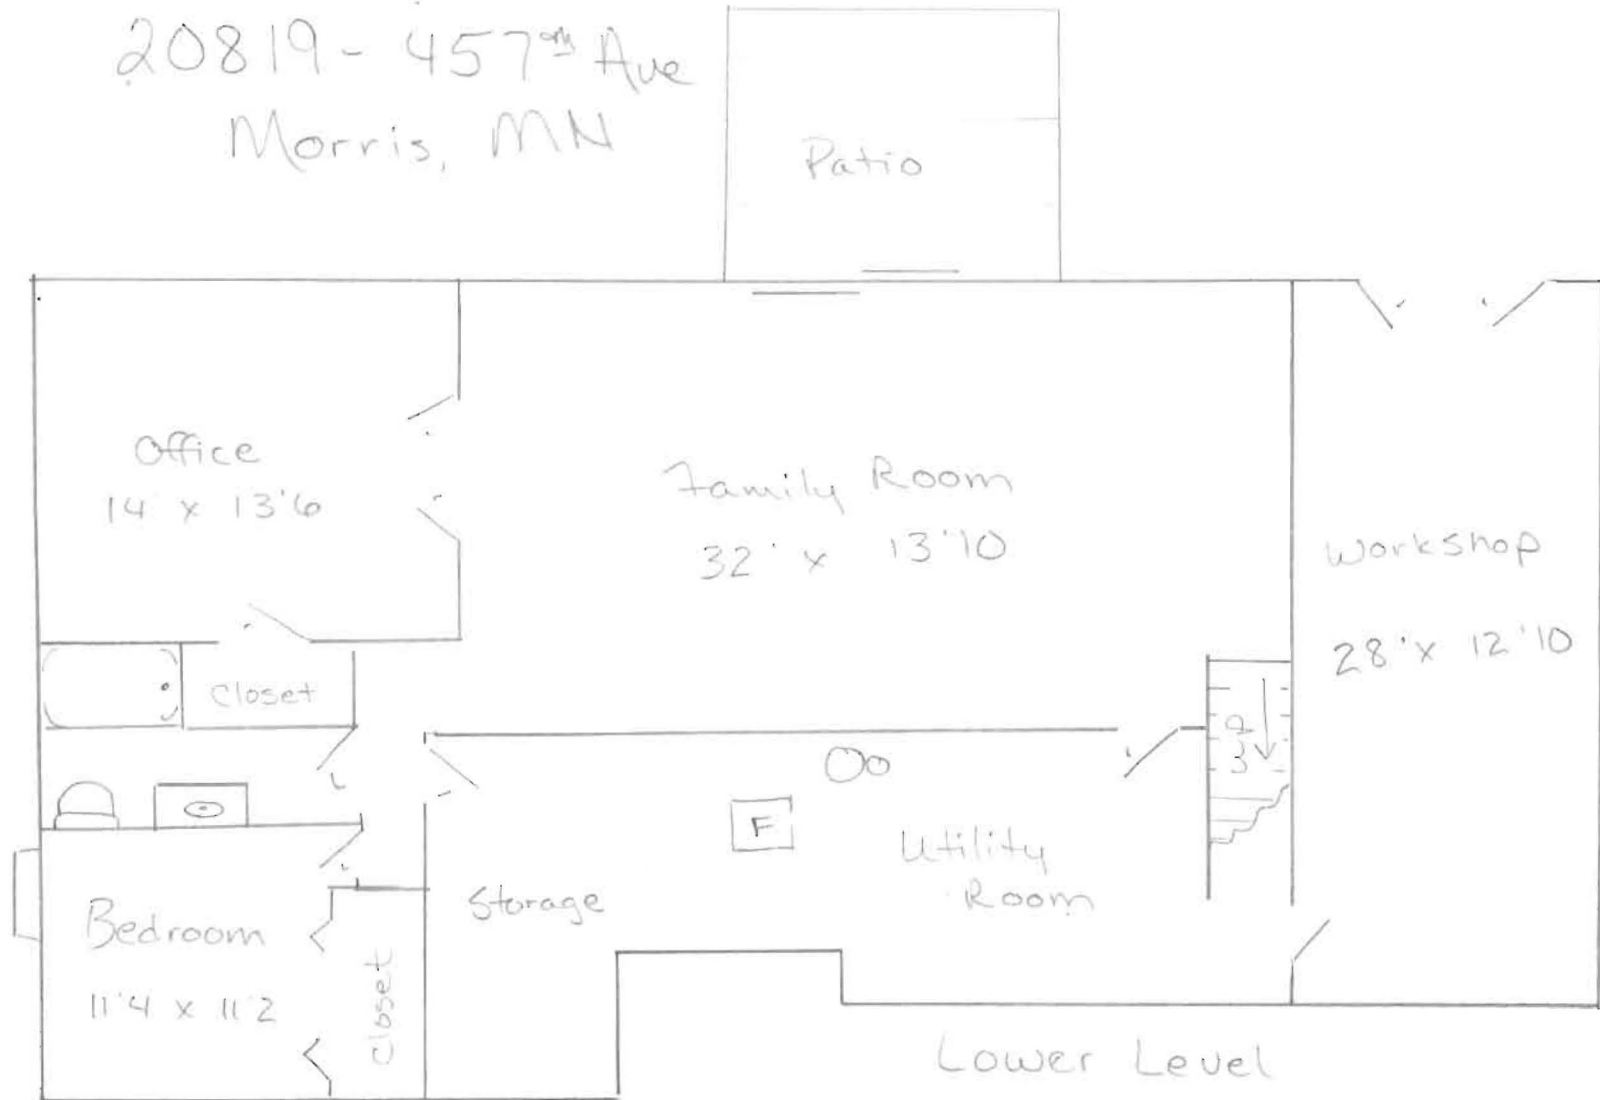 20819 - 457th Ave
Morris, MN
Patio
Office
14 x 13'6
Family Room
32' x 13'10
Workshop
28' x 12'10
Closet
UP
F
Utility
Room
Storage
Bedroom
11'4 x 11'2
Closet
Lower Level